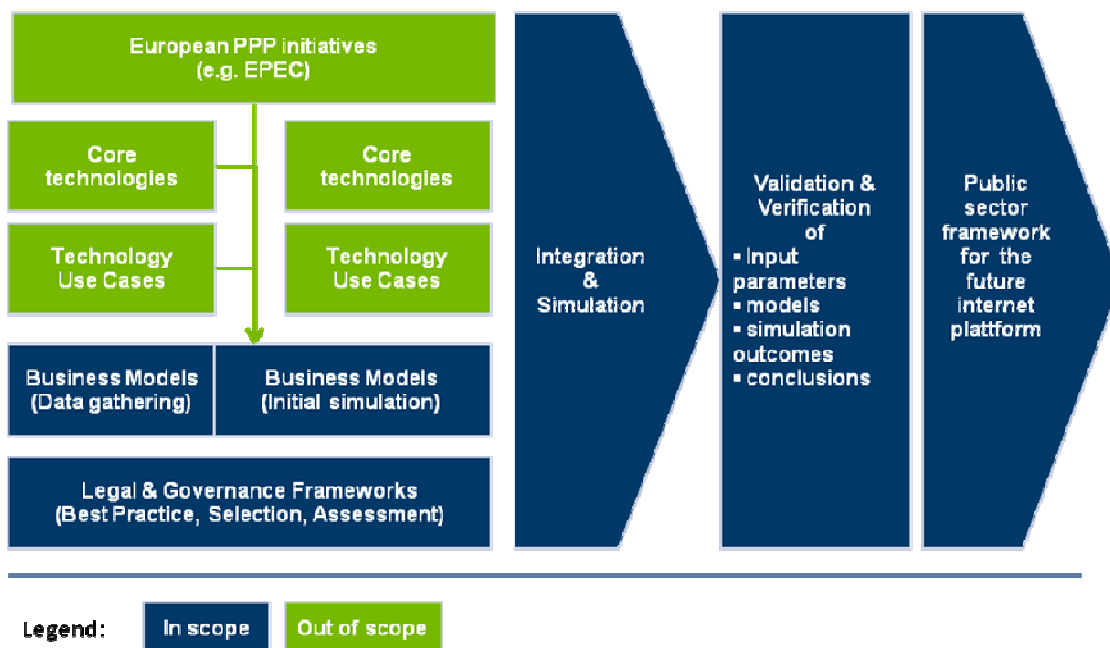 European PPP initiatives
(e.g. EPEC)
Core
technologies
Core
technologies
Technology
Use Cases
Technology
Use Cases
Business Models
(Data gathering)
Business Models
(Initial simulation)
Legal & Governance Frameworks
(Best Practice, Selection, Assessment)
Integration
&
Simulation
Validation &
Verification
of
▪ Input
parameters
▪ models
▪ simulation
outcomes
▪ conclusions
Public
sector
framework
for the
future
internet
plattform
Legend:
In scope
Out of scope